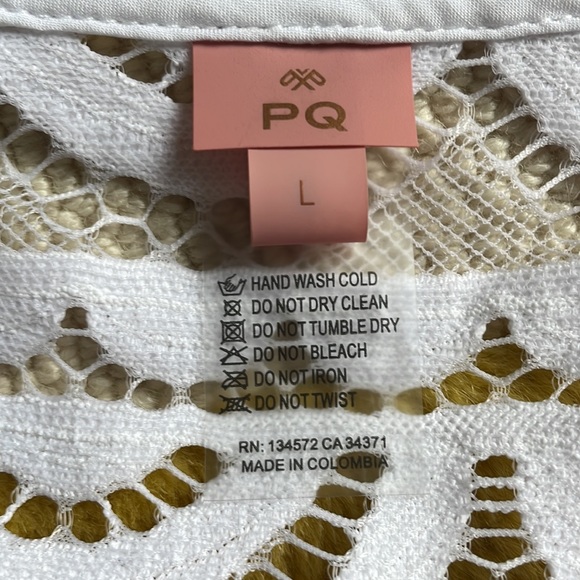 PQ
L
HAND WASH COLD
DO NOT DRY CLEAN
DO NOT TUMBLE DRY
DO NOT BLEACH
DO NOT IRON
DO NOT TWIST
RN: 134572 CA 34371
MADE IN COLOMBIA